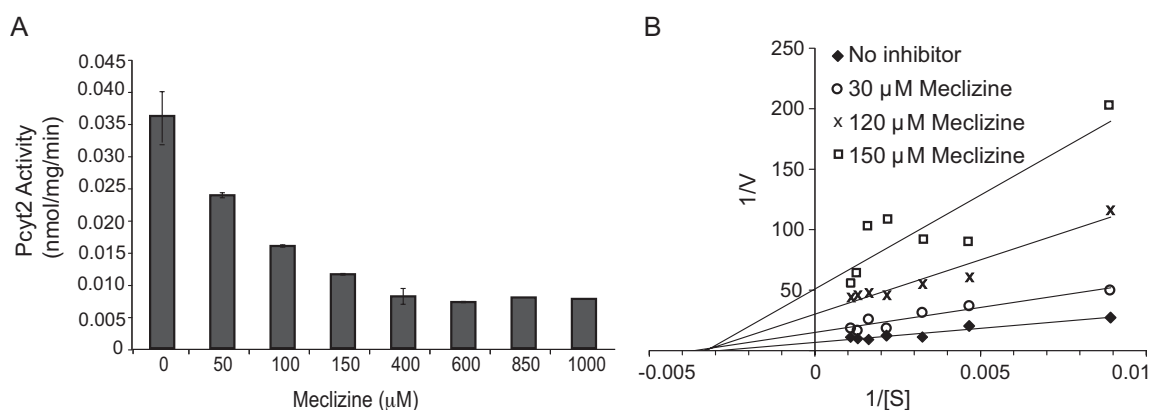 A
Pcyt2 Activity
(nmol/mg/min)
0.045
0.040
0.035
0.030
0.025
0.020
0.015
0.010
0.005
0
0 50 100 150 400 600 850 1000
Meclizine (µM)
B
1/V
250
200
150
100
50
No inhibitor
30 µM Meclizine
120 µM Meclizine
150 µM Meclizine
-0.005 0 0.005 0.01
1/[S]